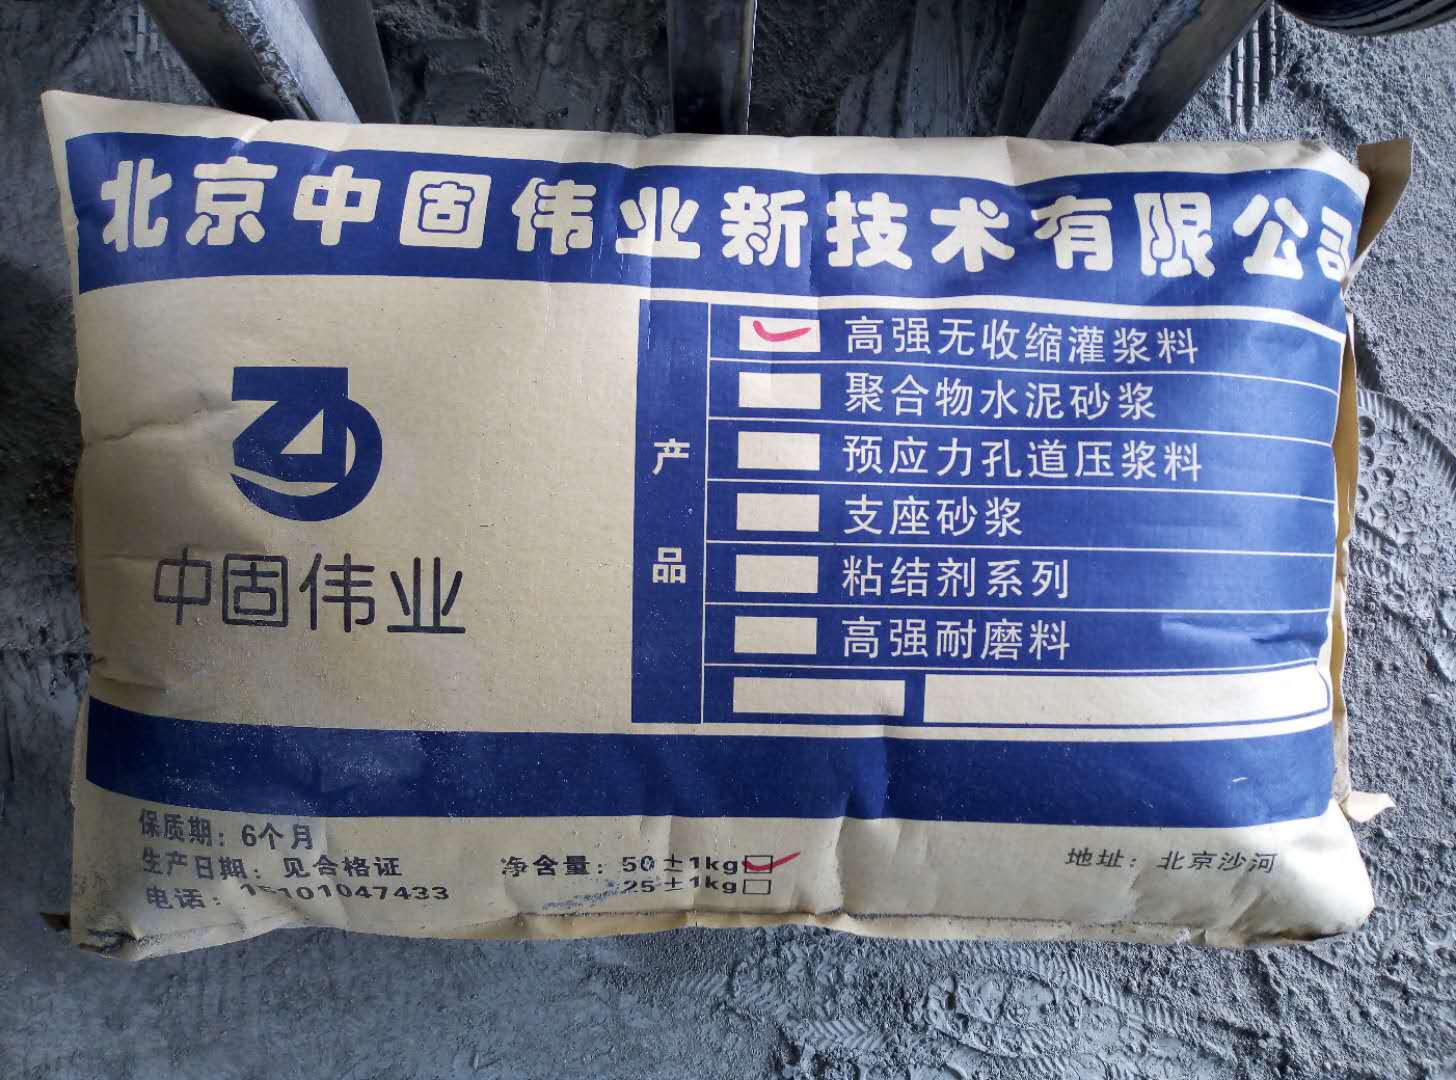 北京中固伟业新技术有限公司
中固伟业
产品
高强无收缩灌浆料
聚合物水泥砂浆
预应力孔道压浆料
支座砂浆
粘结剂系列
高强耐磨料
保质期：6个月
生产日期：见合格证
电话：15101047433
净含量：50±1kg
25±1kg
地址：北京沙河